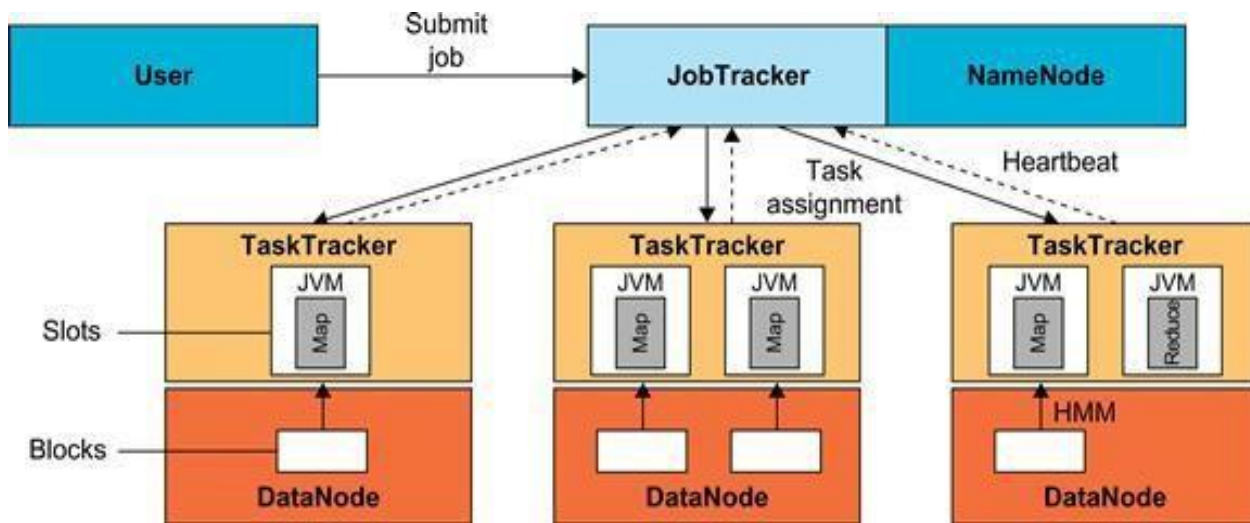 Submit
job
User
JobTracker
NameNode
Heartbeat
Task
assignment
TaskTracker
TaskTracker
TaskTracker
JVM
JVM
JVM
JVM
JVM
Map
Map
Map
Map
Reduce
Slots
HMM
Blocks
DataNode
DataNode
DataNode